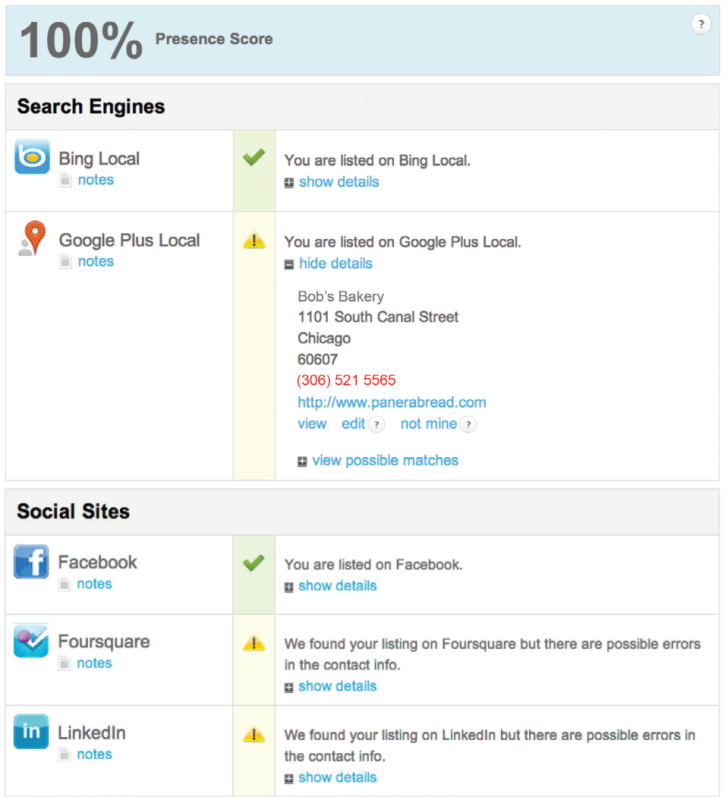 100% Presence Score
?
Search Engines
Bing Local
notes
You are listed on Bing Local.
show details
Google Plus Local
notes
You are listed on Google Plus Local.
hide details
Bob's Bakery
1101 South Canal Street
Chicago
60607
(306) 521 5565
http://www.panerabread.com
view edit ? not mine ?
view possible matches
Social Sites
f
Facebook
notes
You are listed on Facebook.
show details
Foursquare
notes
We found your listing on Foursquare but there are possible errors
in the contact info.
show details
in
LinkedIn
notes
We found your listing on LinkedIn but there are possible errors in
the contact info.
show details